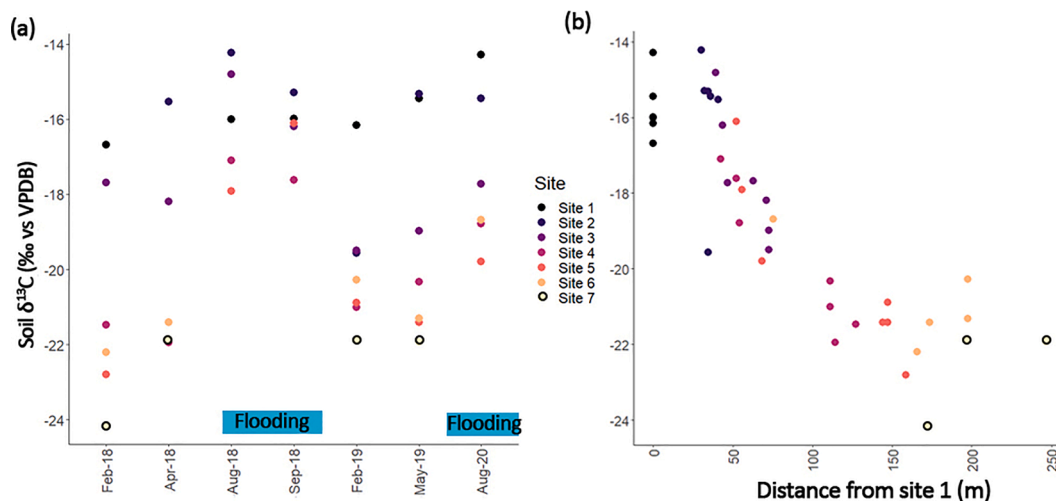 (a)
Soil δ¹³C (‰ vs VPDB)
-14
-16
-18
-20
-22
-24
Flooding
Flooding
Feb-18
Apr-18
Aug-18
Sep-18
Feb-19
May-19
Aug-20
Site
Site 1
Site 2
Site 3
Site 4
Site 5
Site 6
Site 7
(b)
-14
-16
-18
-20
-22
-24
0
50
100
150
200
250
Distance from site 1 (m)